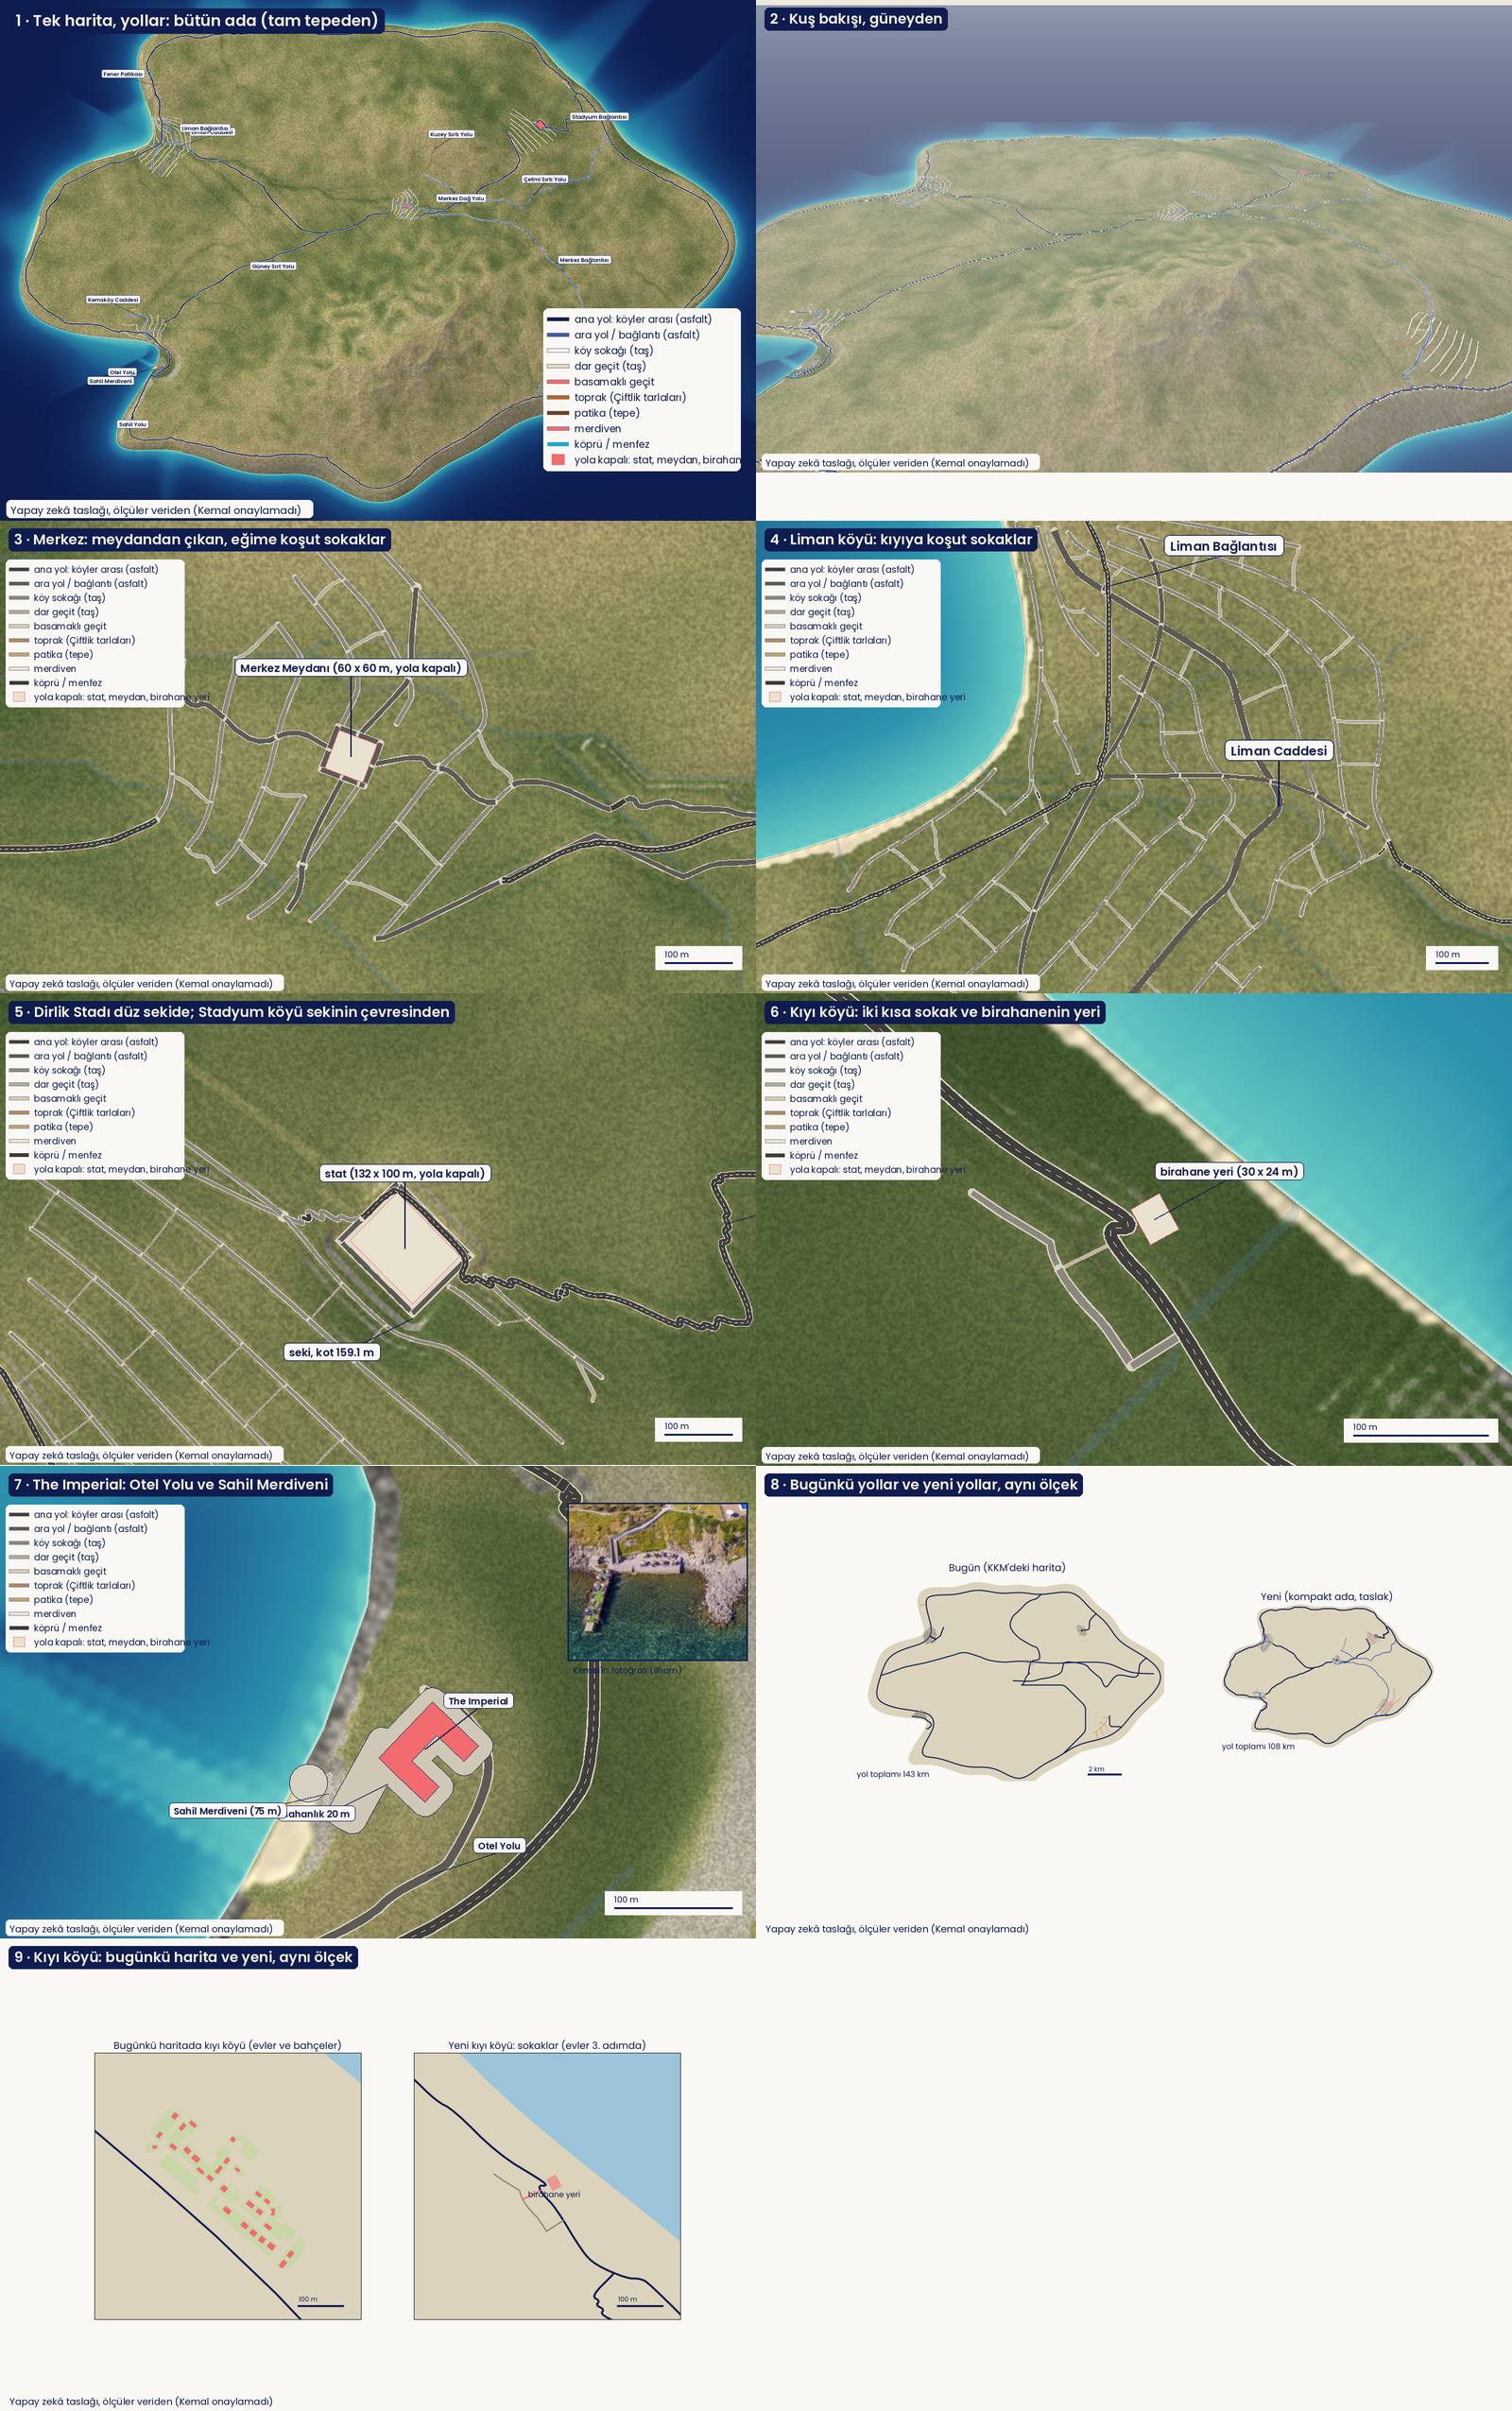 1 · Tek harita, yollar: bütün ada (tam tepeden)
Fener Patikası
Liman Bağlantısı
Stadyum Bağlantısı
Kuzey Sırtı Yolu
Çetmi Sırtı Yolu
Merkez Dağ Yolu
Merkez Bağlantısı
Güney Sırt Yolu
Kemsköy Caddesi
Otel Yolu
Sahil Merdiveni
Sahil Yolu
ana yol: köyler arası (asfalt)
ara yol / bağlantı (asfalt)
köy sokağı (taş)
dar geçit (taş)
basamaklı geçit
toprak (Çiftlik tarlaları)
patika (tepe)
merdiven
köprü / menfez
yola kapalı: stat, meydan, birahan
Yapay zekâ taslağı, ölçüler veriden (Kemal onaylamadı)
2 · Kuş bakışı, güneyden
Yapay zekâ taslağı, ölçüler veriden (Kemal onaylamadı)
3 · Merkez: meydandan çıkan, eğime koşut sokaklar
ana yol: köyler arası (asfalt)
ara yol / bağlantı (asfalt)
köy sokağı (taş)
dar geçit (taş)
basamaklı geçit
toprak (Çiftlik tarlaları)
patika (tepe)
merdiven
köprü / menfez
yola kapalı: stat, meydan, birahane yeri
Merkez Meydanı (60 x 60 m, yola kapalı)
100 m
Yapay zekâ taslağı, ölçüler veriden (Kemal onaylamadı)
4 · Liman köyü: kıyıya koşut sokaklar
ana yol: köyler arası (asfalt)
ara yol / bağlantı (asfalt)
köy sokağı (taş)
dar geçit (taş)
basamaklı geçit
toprak (Çiftlik tarlaları)
patika (tepe)
merdiven
köprü / menfez
yola kapalı: stat, meydan, birahane yeri
Liman Bağlantısı
Liman Caddesi
100 m
Yapay zekâ taslağı, ölçüler veriden (Kemal onaylamadı)
5 · Dirlik Stadı düz sekide; Stadyum köyü sekinin çevresinden
ana yol: köyler arası (asfalt)
ara yol / bağlantı (asfalt)
köy sokağı (taş)
dar geçit (taş)
basamaklı geçit
toprak (Çiftlik tarlaları)
patika (tepe)
merdiven
köprü / menfez
yola kapalı: stat, meydan, birahane yeri
stat (132 x 100 m, yola kapalı)
seki, kot 159.1 m
100 m
Yapay zekâ taslağı, ölçüler veriden (Kemal onaylamadı)
6 · Kıyı köyü: iki kısa sokak ve birahanenin yeri
ana yol: köyler arası (asfalt)
ara yol / bağlantı (asfalt)
köy sokağı (taş)
dar geçit (taş)
basamaklı geçit
toprak (Çiftlik tarlaları)
patika (tepe)
merdiven
köprü / menfez
yola kapalı: stat, meydan, birahane yeri
birahane yeri (30 x 24 m)
100 m
Yapay zekâ taslağı, ölçüler veriden (Kemal onaylamadı)
7 · The Imperial: Otel Yolu ve Sahil Merdiveni
ana yol: köyler arası (asfalt)
ara yol / bağlantı (asfalt)
köy sokağı (taş)
dar geçit (taş)
basamaklı geçit
toprak (Çiftlik tarlaları)
patika (tepe)
merdiven
köprü / menfez
yola kapalı: stat, meydan, birahane yeri
Kemal'in fotoğrafı (ilham)
The Imperial
Sahil Merdiveni (75 m)
ahanlık 20 m
Otel Yolu
100 m
Yapay zekâ taslağı, ölçüler veriden (Kemal onaylamadı)
8 · Bugünkü yollar ve yeni yollar, aynı ölçek
Bugün (KKM'deki harita)
Yeni (kompakt ada, taslak)
yol toplamı 143 km
2 km
yol toplamı 108 km
Yapay zekâ taslağı, ölçüler veriden (Kemal onaylamadı)
9 · Kıyı köyü: bugünkü harita ve yeni, aynı ölçek
Bugünkü haritada kıyı köyü (evler ve bahçeler)
Yeni kıyı köyü: sokaklar (evler 3. adımda)
birahane yeri
100 m
100 m
Yapay zekâ taslağı, ölçüler veriden (Kemal onaylamadı)